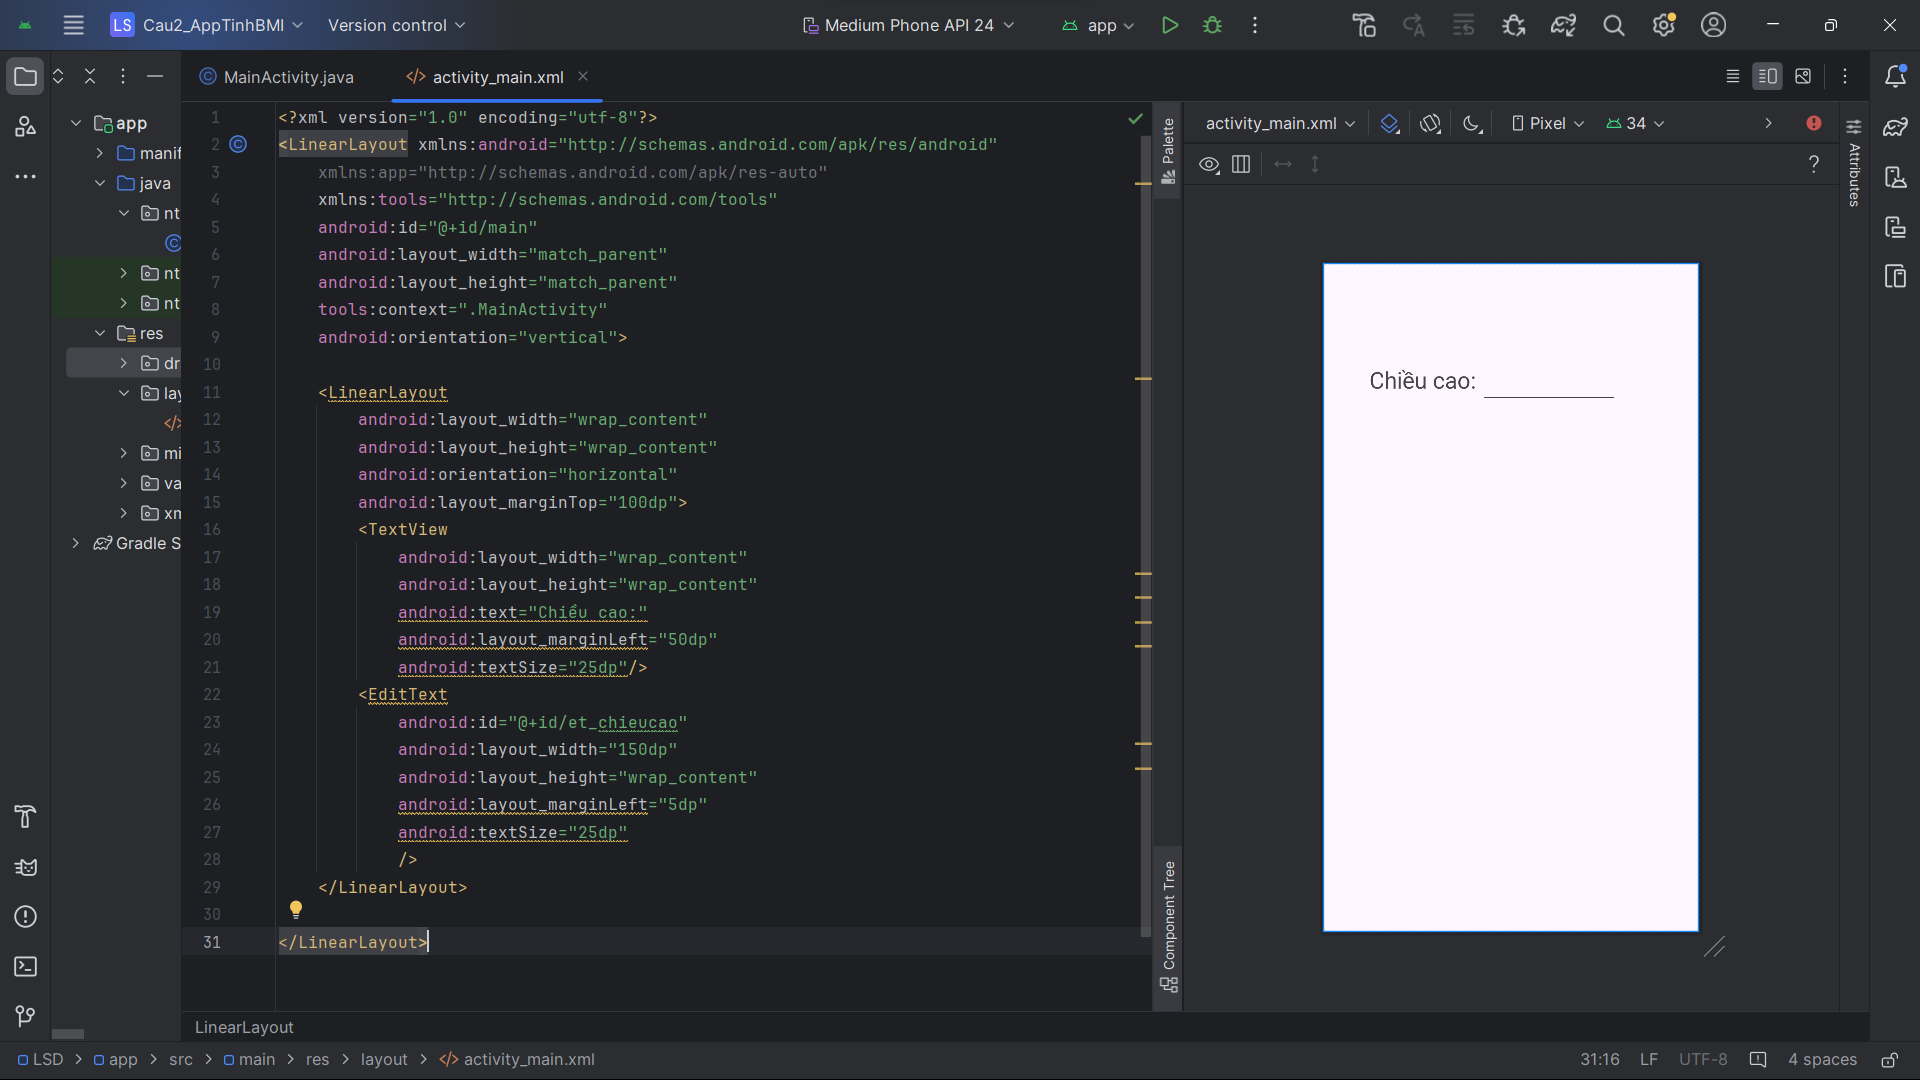 LS Cau2_AppTinhBMI Version control Medium Phone API 24 app
MainActivity.java activity_main.xml
app
manif
java
nt
nt
nt
res
dr
lay
mi
va
xm
Gradle S
1 <?xml version="1.0" encoding="utf-8"?>
2 <LinearLayout xmlns:android="http://schemas.android.com/apk/res/android"
3 xmlns:app="http://schemas.android.com/apk/res-auto"
4 xmlns:tools="http://schemas.android.com/tools"
5 android:id="@+id/main"
6 android:layout_width="match_parent"
7 android:layout_height="match_parent"
8 tools:context=".MainActivity"
9 android:orientation="vertical">
10
11 <LinearLayout
12 android:layout_width="wrap_content"
13 android:layout_height="wrap_content"
14 android:orientation="horizontal"
15 android:layout_marginTop="100dp">
16 <TextView
17 android:layout_width="wrap_content"
18 android:layout_height="wrap_content"
19 android:text="Chiều cao:"
20 android:layout_marginLeft="50dp"
21 android:textSize="25dp"/>
22 <EditText
23 android:id="@+id/et_chieucao"
24 android:layout_width="150dp"
25 android:layout_height="wrap_content"
26 android:layout_marginLeft="5dp"
27 android:textSize="25dp"
28 />
29 </LinearLayout>
30
31 </LinearLayout>
Palette
Component Tree
activity_main.xml Pixel 34
?
Attributes
Chiều cao:
LinearLayout
LSD > app > src > main > res > layout > activity_main.xml 31:16 LF UTF-8 4 spaces